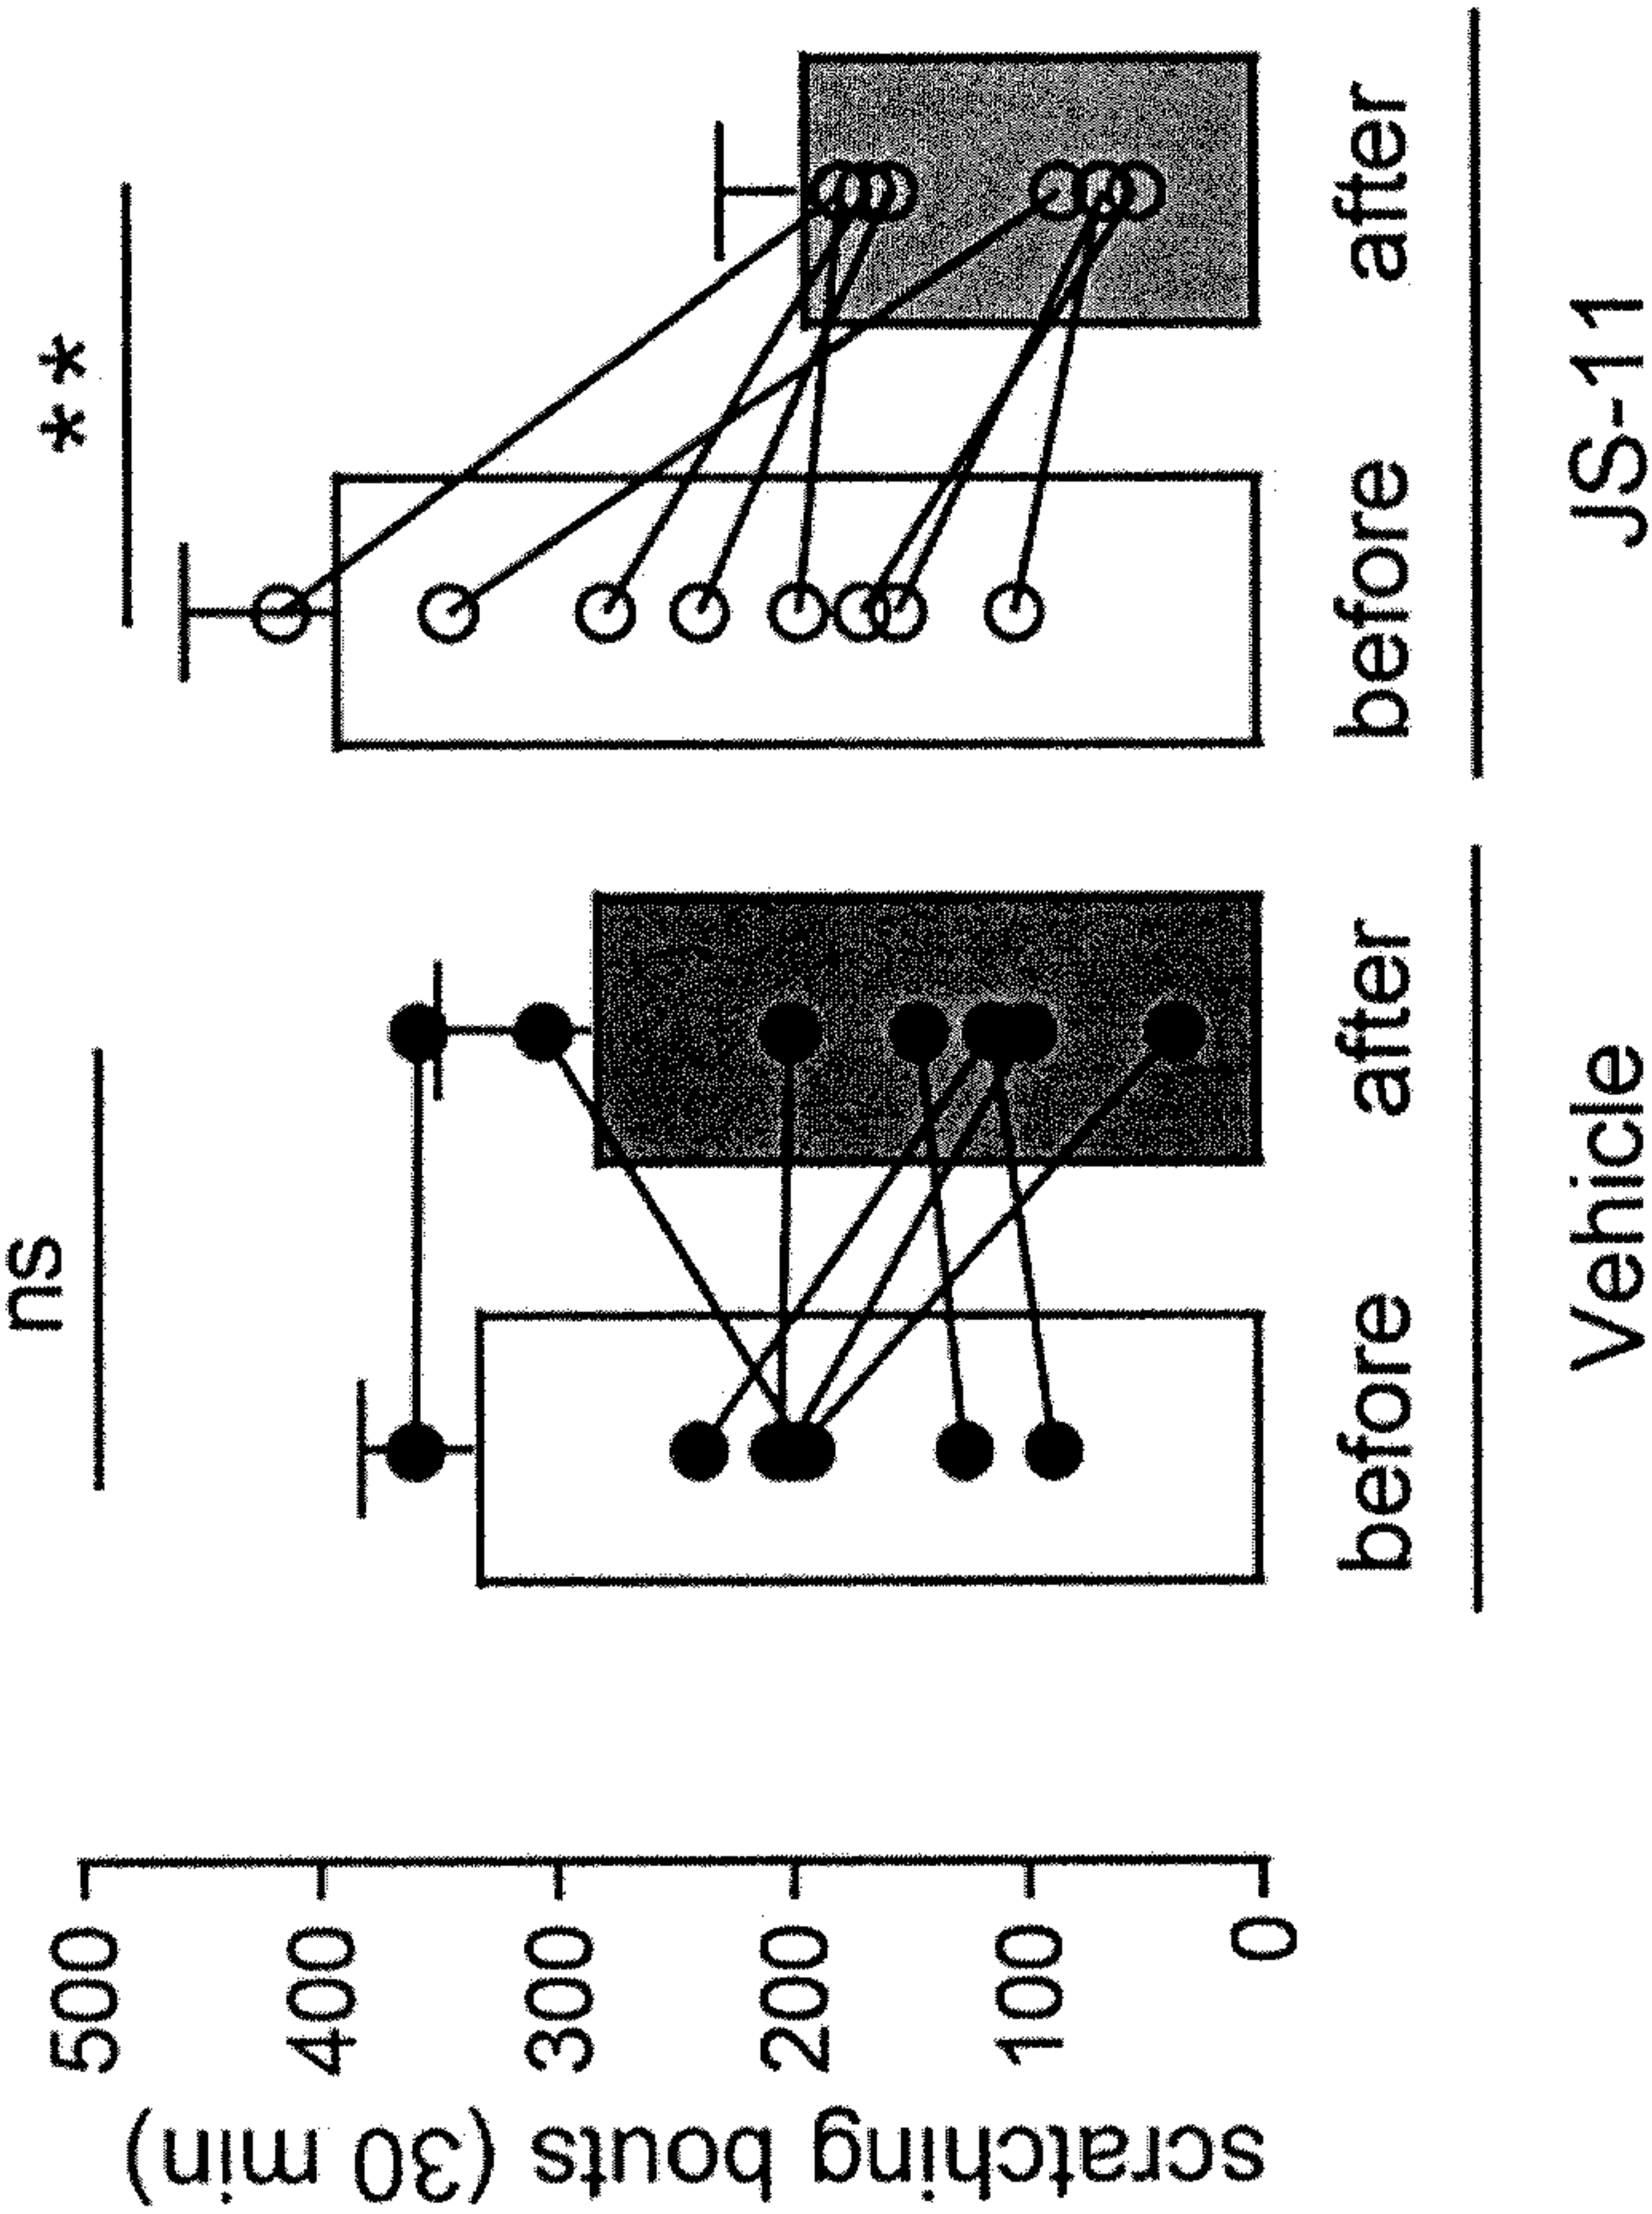 ns
**
scratching bouts (30 min)
500
400
300
200
100
0
before
after
before
after
Vehicle
JS-11